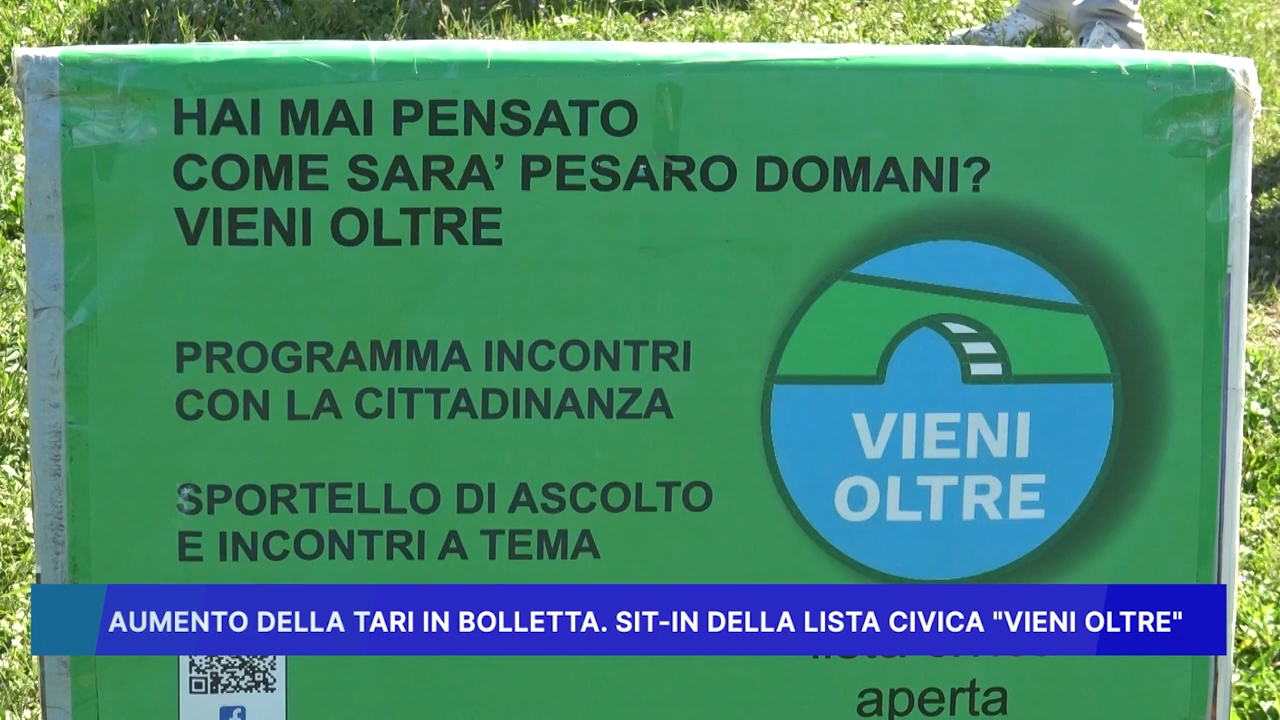 HAI MAI PENSATO
COME SARA' PESARO DOMANI?
VIENI OLTRE
PROGRAMMA INCONTRI
CON LA CITTADINANZA
VIENI
OLTRE
SPORTELLO DI ASCOLTO
E INCONTRI A TEMA
AUMENTO DELLA TARI IN BOLLETTA. SIT-IN DELLA LISTA CIVICA "VIENI OLTRE"
aperta